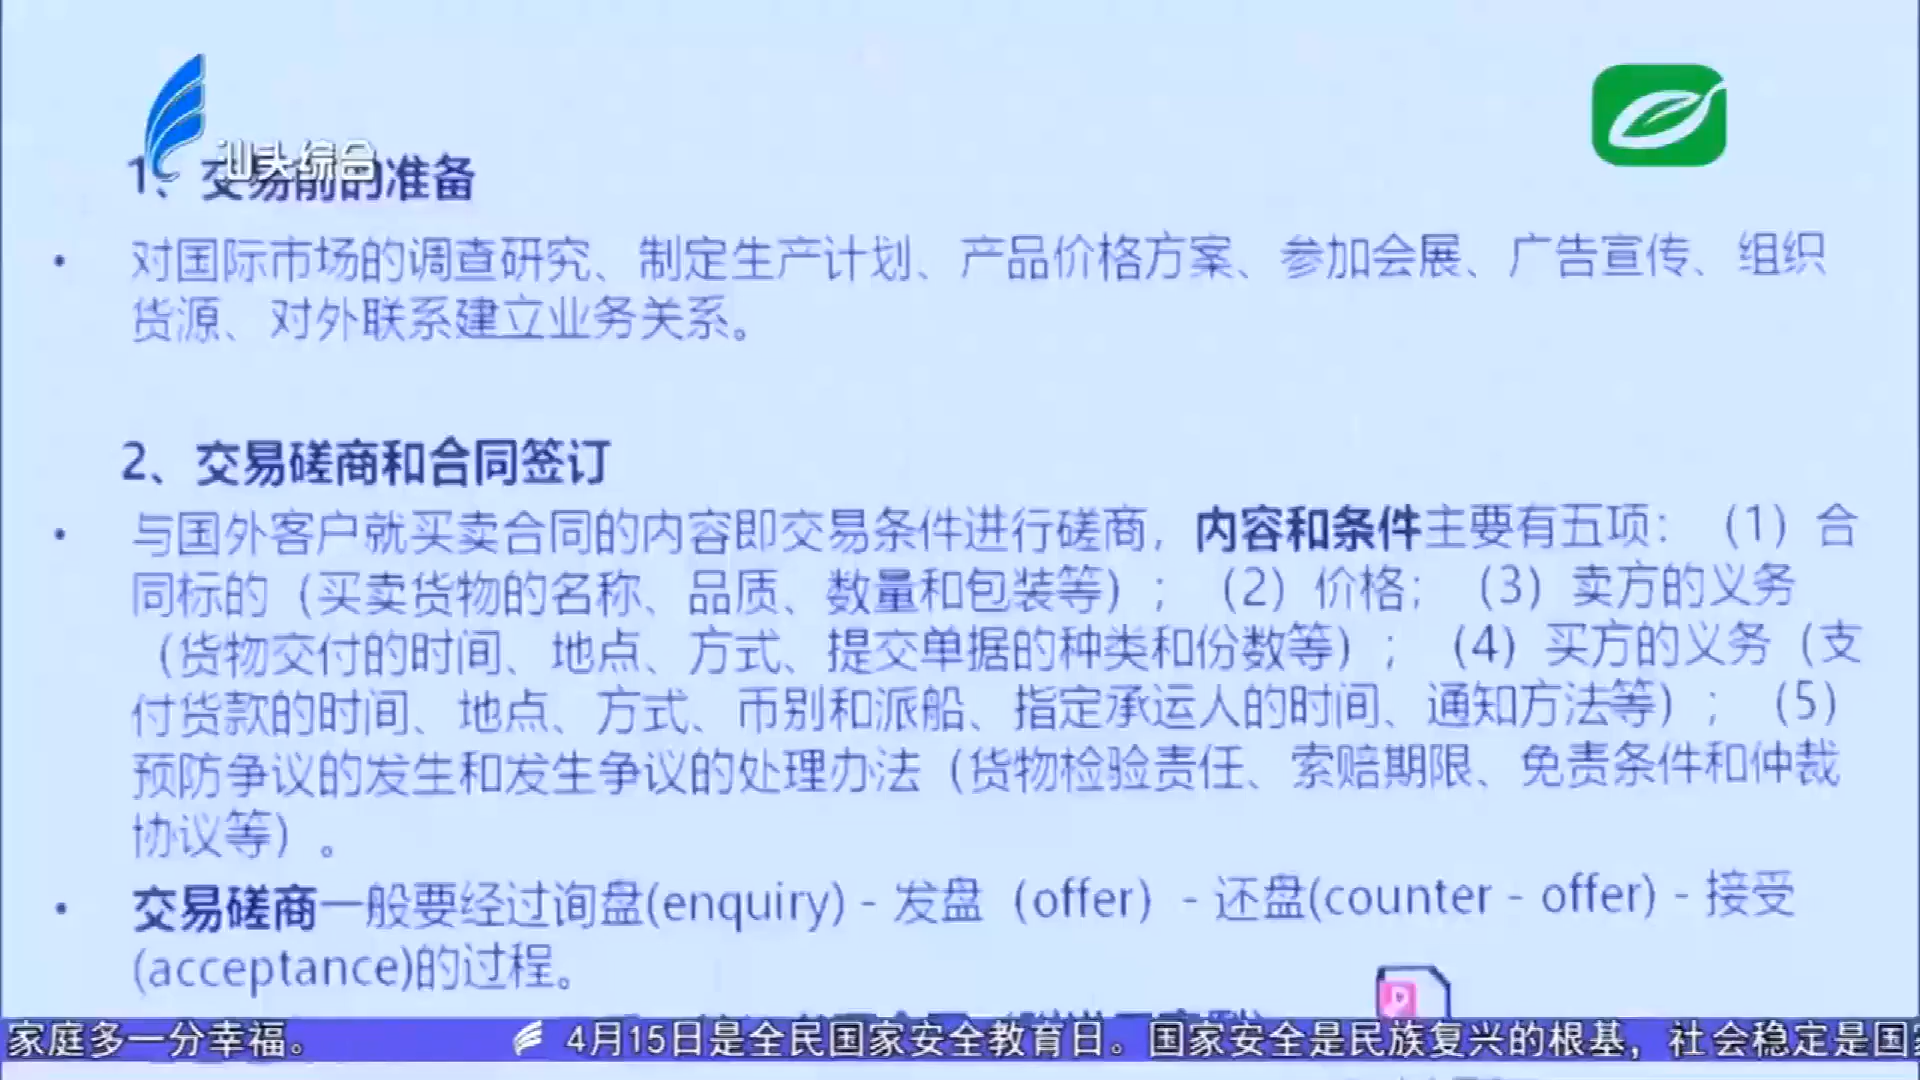 汕头综合
1、交易前的准备
• 对国际市场的调查研究、制定生产计划、产品价格方案、参加会展、广告宣传、组织
货源、对外联系建立业务关系。
2、交易磋商和合同签订
• 与国外客户就买卖合同的内容即交易条件进行磋商，内容和条件主要有五项：（1）合
同标的（买卖货物的名称、品质、数量和包装等）；（2）价格；（3）卖方的义务
（货物交付的时间、地点、方式、提交单据的种类和份数等）；（4）买方的义务（支
付货款的时间、地点、方式、币别和派船、指定承运人的时间、通知方法等）；（5）
预防争议的发生和发生争议的处理办法（货物检验责任、索赔期限、免责条件和仲裁
协议等）。
• 交易磋商一般要经过询盘(enquiry) - 发盘（offer）- 还盘(counter - offer) - 接受
(acceptance)的过程。
家庭多一分幸福。 4月15日是全民国家安全教育日。国家安全是民族复兴的根基，社会稳定是国